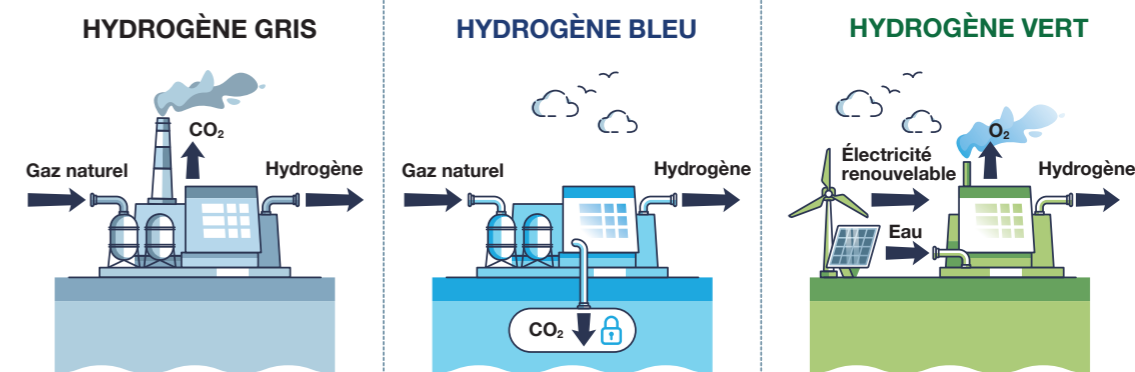 HYDROGÈNE GRIS
CO₂
Gaz naturel
Hydrogène
HYDROGÈNE BLEU
Gaz naturel
Hydrogène
CO₂
HYDROGÈNE VERT
O₂
Électricité
renouvelable
Hydrogène
Eau